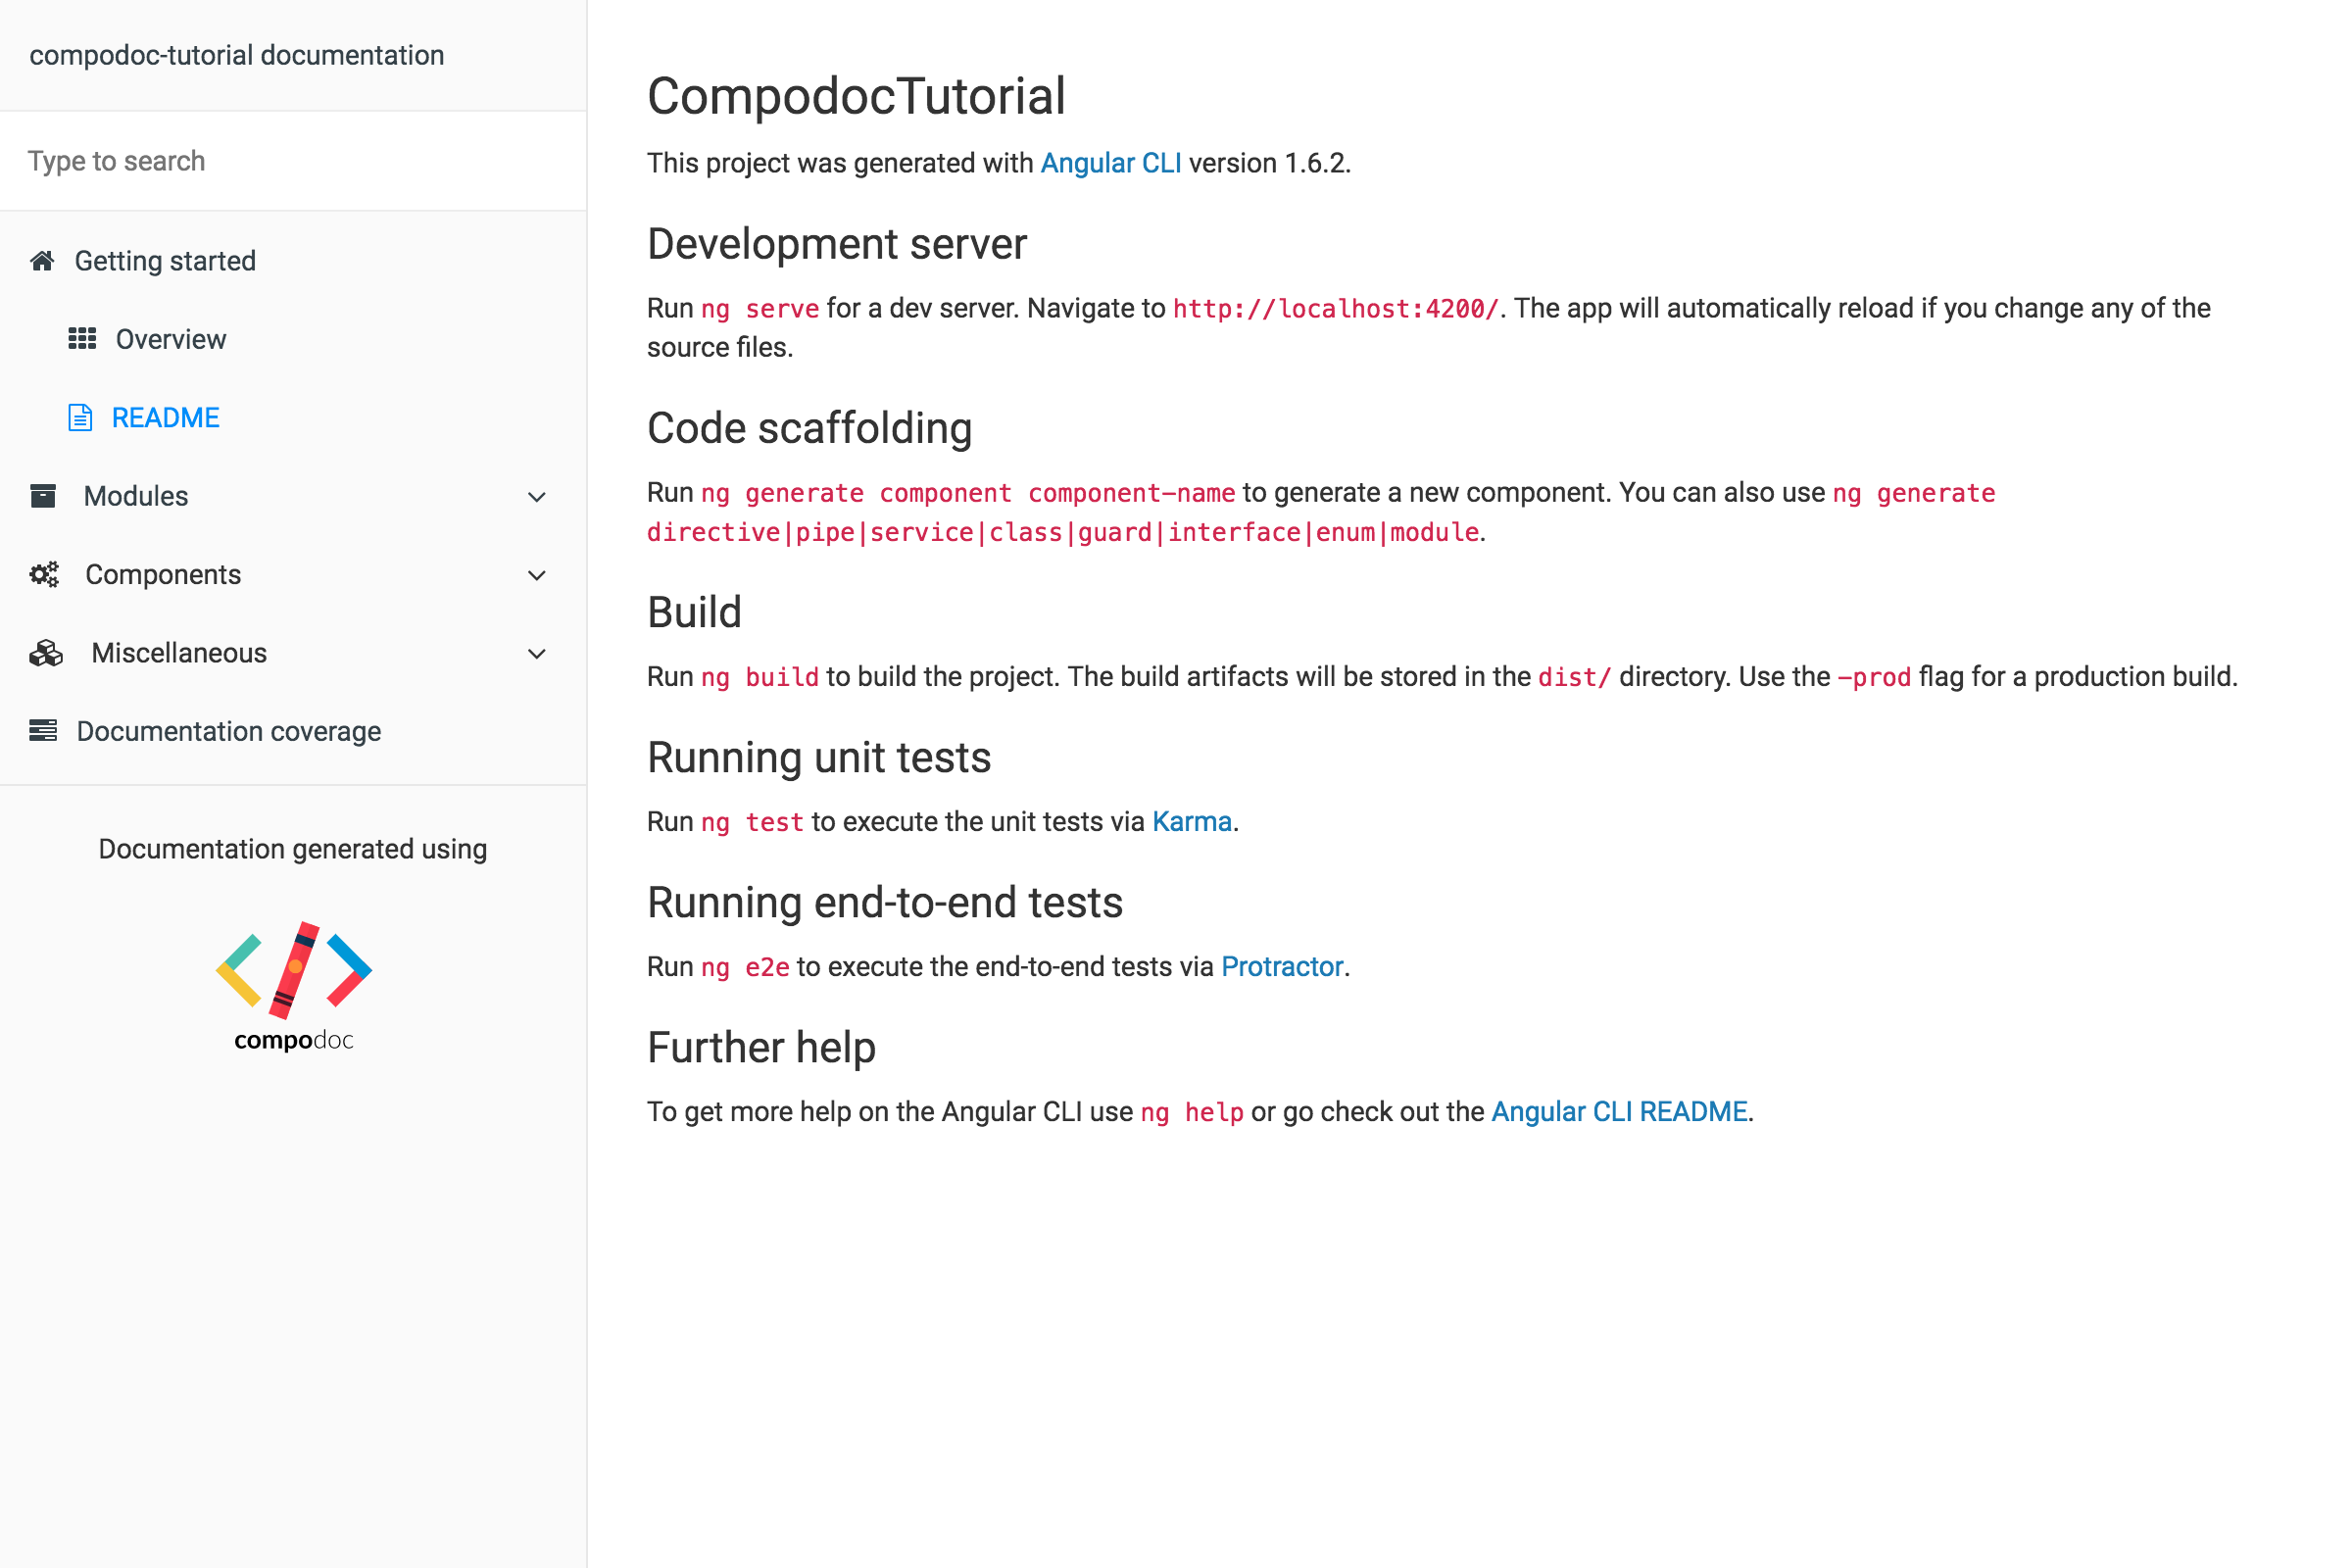 compodoc-tutorial documentation
Type to search
Getting started
Overview
README
Modules
Components
Miscellaneous
Documentation coverage
Documentation generated using
compodoc
CompodocTutorial
This project was generated with Angular CLI version 1.6.2.
Development server
Run ng serve for a dev server. Navigate to http://localhost:4200/. The app will automatically reload if you change any of the
source files.
Code scaffolding
Run ng generate component component-name to generate a new component. You can also use ng generate
directive|pipe|service|class|guard|interface|enum|module.
Build
Run ng build to build the project. The build artifacts will be stored in the dist/ directory. Use the -prod flag for a production build.
Running unit tests
Run ng test to execute the unit tests via Karma.
Running end-to-end tests
Run ng e2e to execute the end-to-end tests via Protractor.
Further help
To get more help on the Angular CLI use ng help or go check out the Angular CLI README.